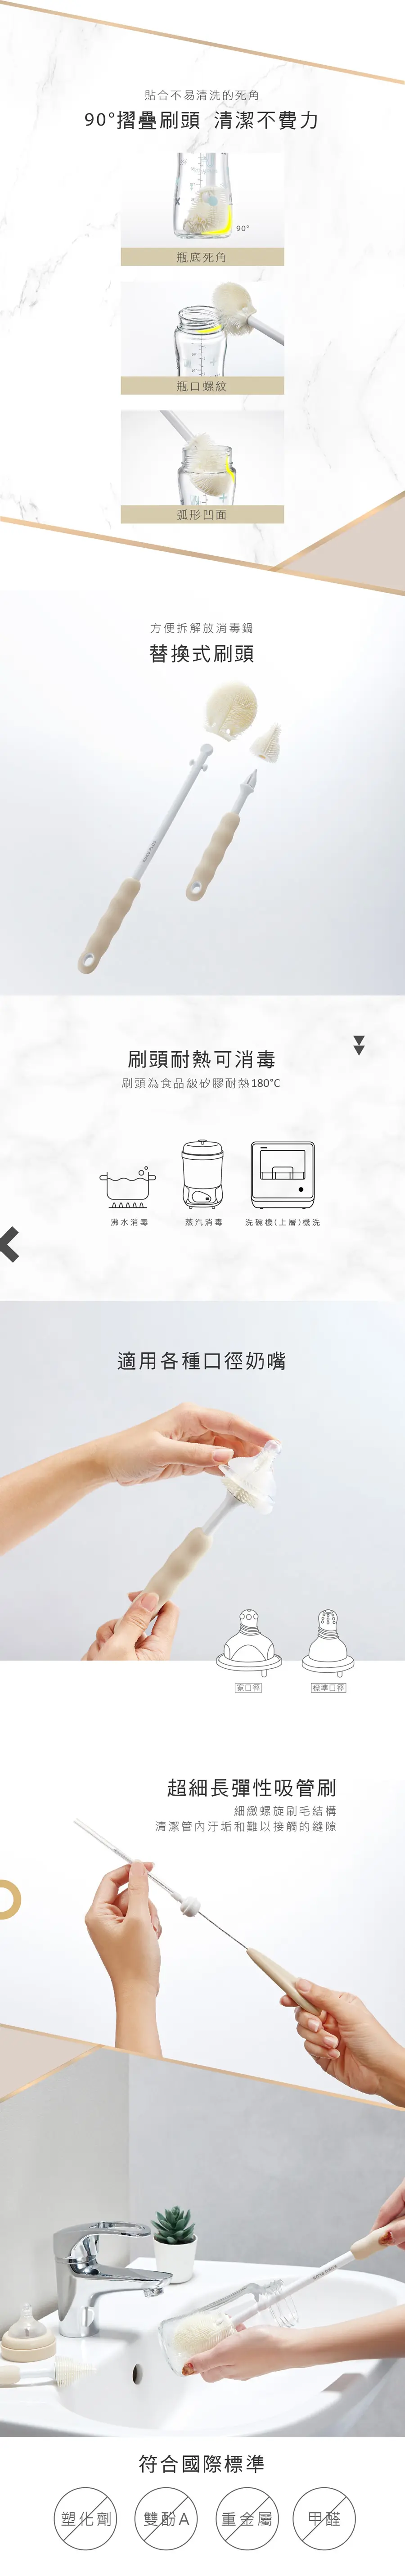 貼合不易清洗的死角
90°摺疊刷頭 清潔不費力
90°
瓶底死角
瓶口螺紋
弧形凹面
方便拆解放消毒鍋
替換式刷頭
刷頭耐熱可消毒
刷頭為食品級矽膠耐熱180°C
沸水消毒
蒸汽消毒
洗碗機(上層)機洗
適用各種口徑奶嘴
寬口徑
標準口徑
超細長彈性吸管刷
細緻螺旋刷毛結構
清潔管內汙垢和難以接觸的縫隙
符合國際標準
塑化劑
雙酚A
重金屬
甲醛